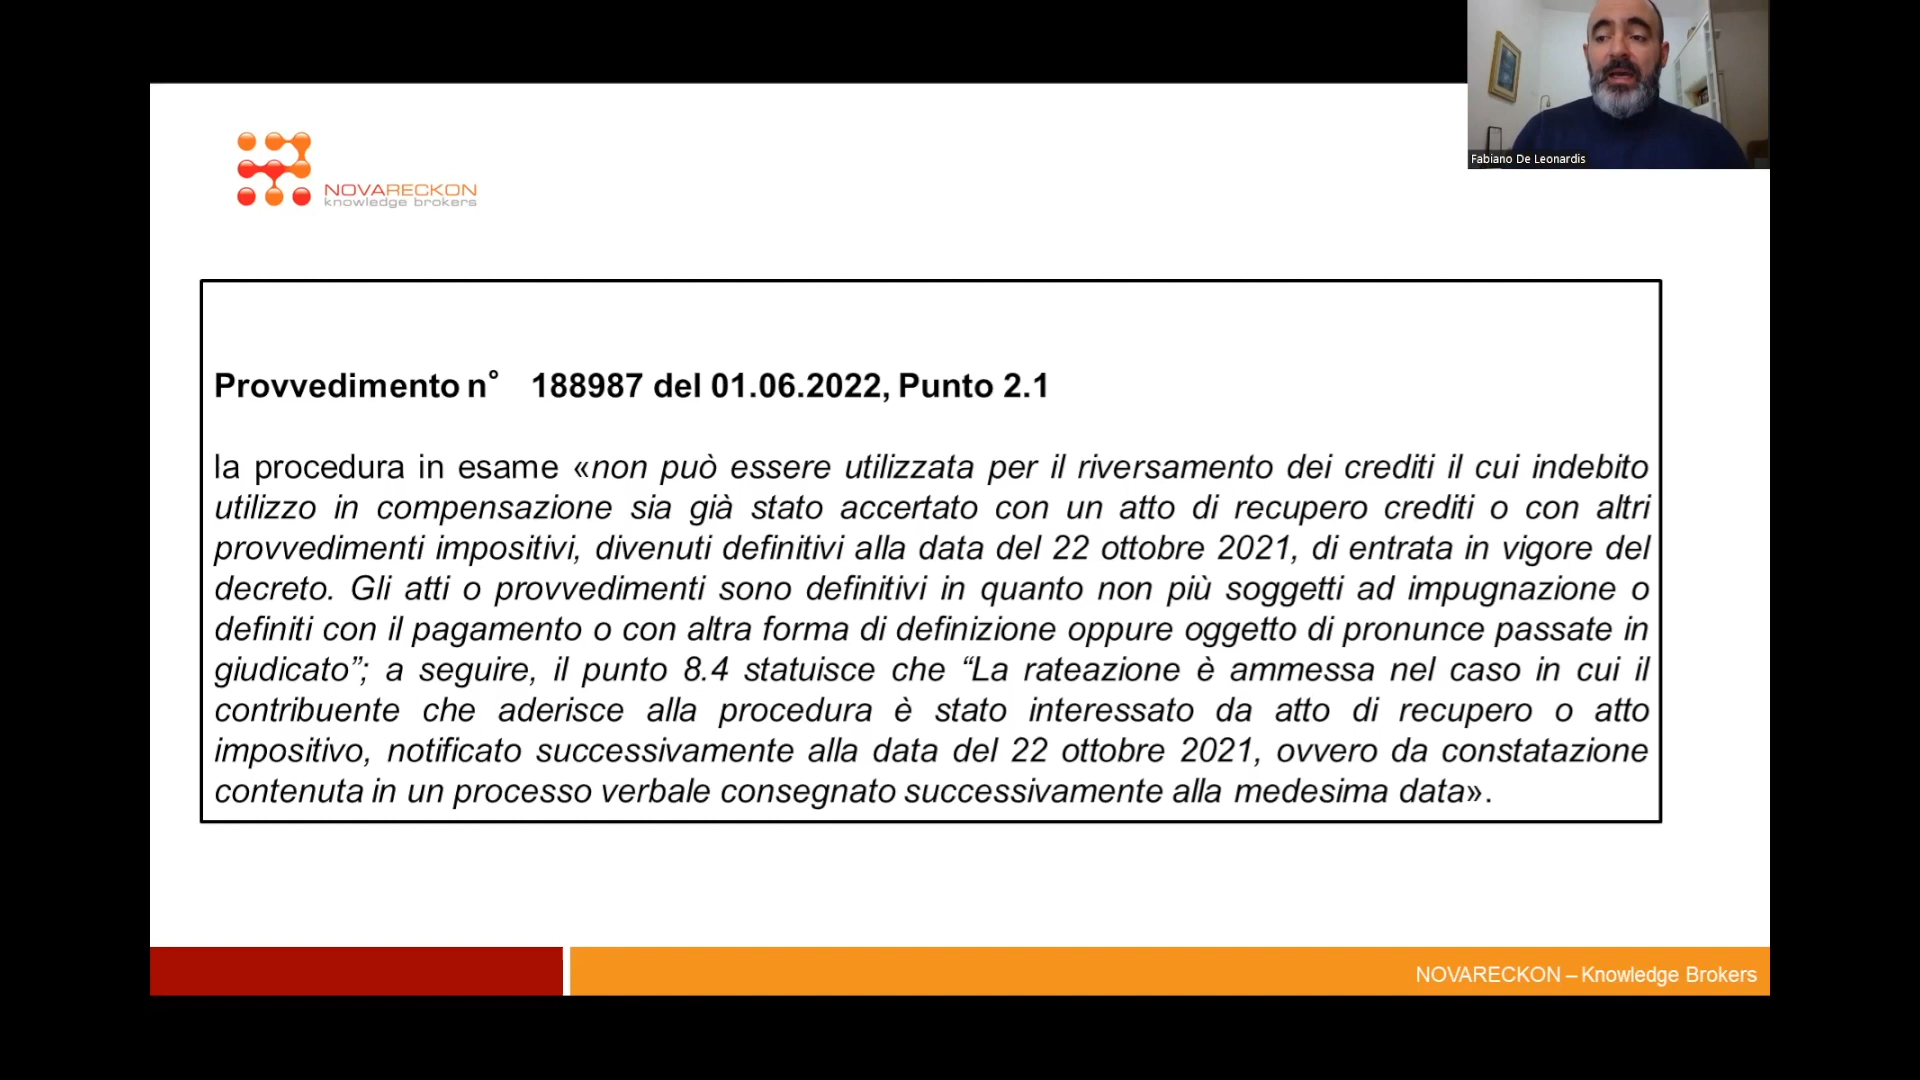 Fabiano De Leonardis
NOVARECKON
knowledge brokers
Provvedimento n° 188987 del 01.06.2022, Punto 2.1
la procedura in esame «non può essere utilizzata per il riversamento dei crediti il cui indebito
utilizzo in compensazione sia già stato accertato con un atto di recupero crediti o con altri
provvedimenti impositivi, divenuti definitivi alla data del 22 ottobre 2021, di entrata in vigore del
decreto. Gli atti o provvedimenti sono definitivi in quanto non più soggetti ad impugnazione o
definiti con il pagamento o con altra forma di definizione oppure oggetto di pronunce passate in
giudicato”; a seguire, il punto 8.4 statuisce che “La rateazione è ammessa nel caso in cui il
contribuente che aderisce alla procedura è stato interessato da atto di recupero o atto
impositivo, notificato successivamente alla data del 22 ottobre 2021, ovvero da constatazione
contenuta in un processo verbale consegnato successivamente alla medesima data».
NOVARECKON – Knowledge Brokers